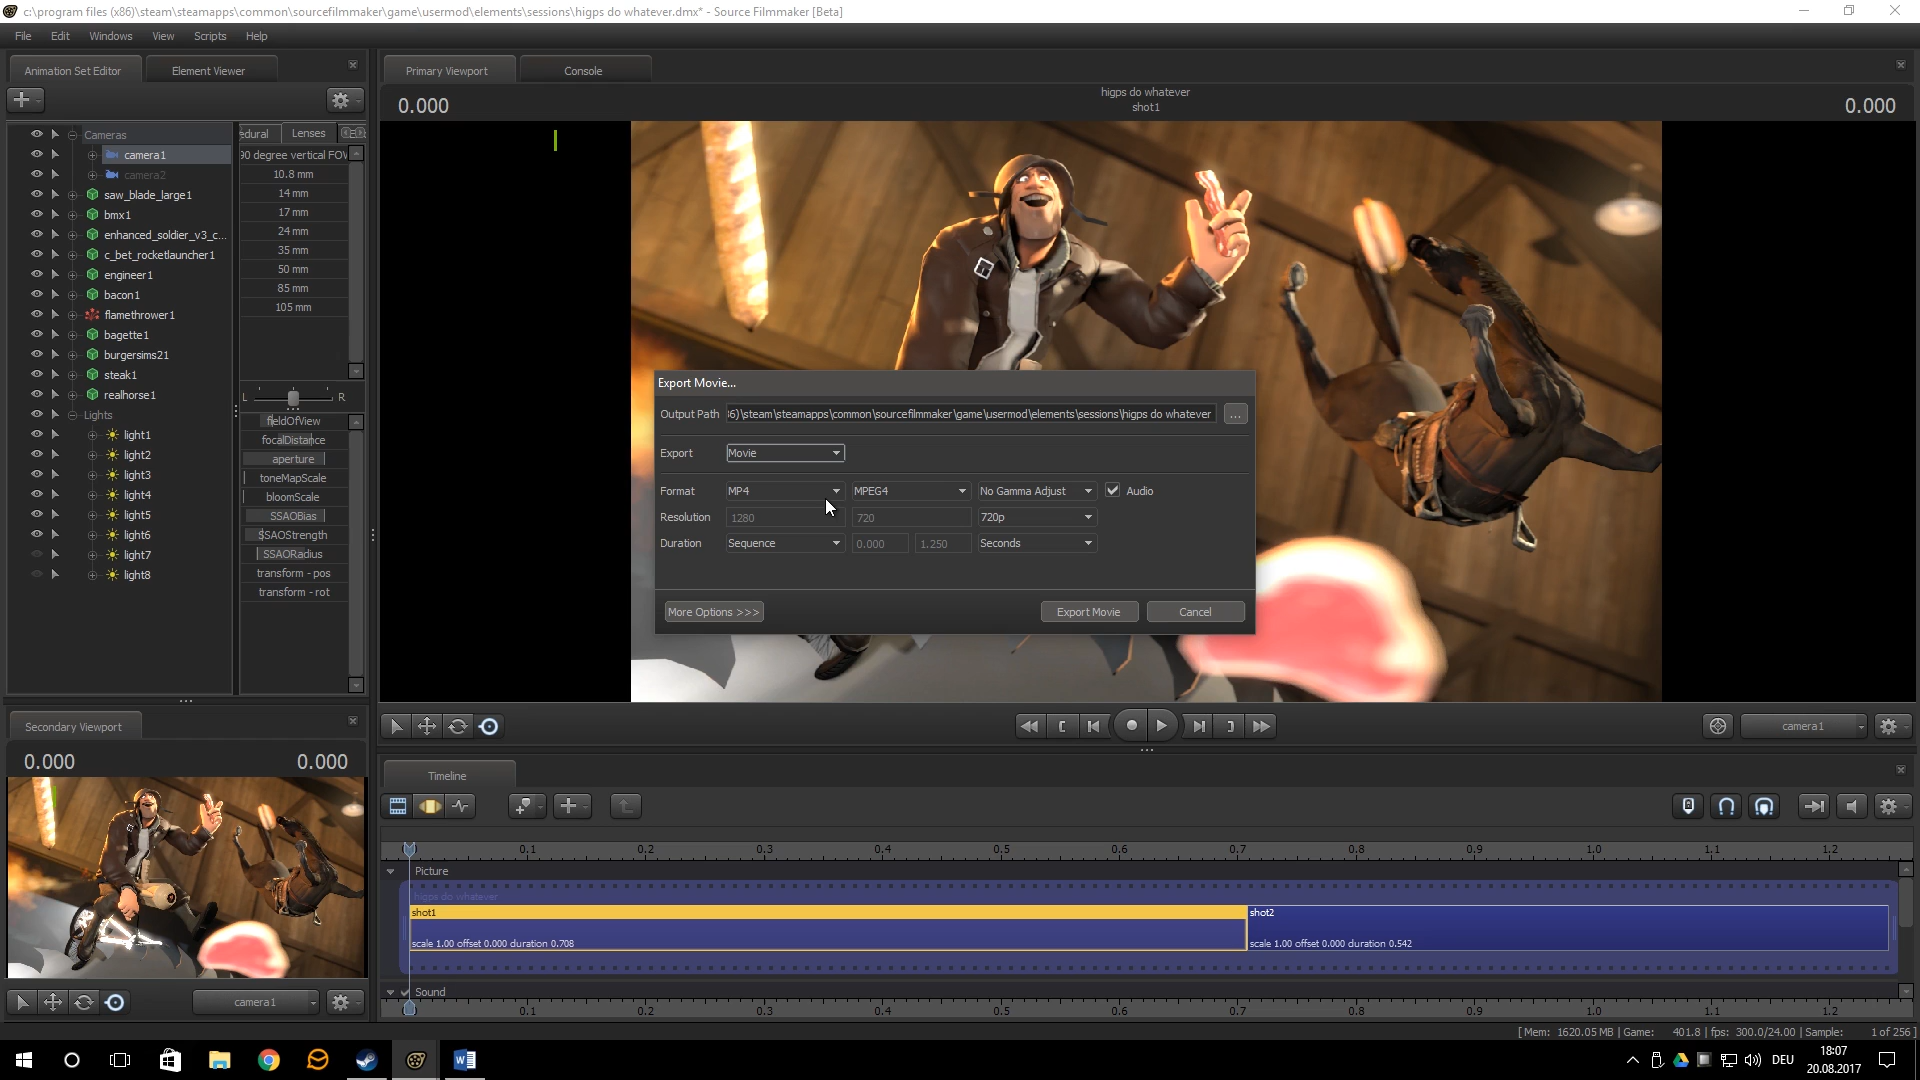 c:\program files (x86)\steam\steamapps\common\sourcefilmmaker\game\usermod\elements\sessions\higps do whatever.dmx* - Source Filmmaker [Beta]
File Edit Windows View Scripts Help
Animation Set Editor Element Viewer
Primary Viewport Console
0.000
higps do whatever
shot1
0.000
Cameras
camera1
camera2
saw_blade_large1
bmx1
enhanced_soldier_v3_c...
c_bet_rocketlauncher1
engineer1
bacon1
flamethrower1
bagette1
burgersims21
steak1
realhorse1
Lights
light1
light2
light3
light4
light5
light6
light7
light8
edural Lenses
90 degree vertical FOV
10.8 mm
14 mm
17 mm
24 mm
35 mm
50 mm
85 mm
105 mm
L R
fieldOfView
focalDistance
aperture
toneMapScale
bloomScale
SSAOBias
SSAOStrength
SSAORadius
transform - pos
transform - rot
Export Movie...
Output Path 36)\steam\steamapps\common\sourcefilmmaker\game\usermod\elements\sessions\higps do whatever ...
Export Movie
Format MP4 MPEG4 No Gamma Adjust Audio
Resolution 1280 720 720p
Duration Sequence 0.000 1.250 Seconds
More Options >>> Export Movie Cancel
camera1
Secondary Viewport
0.000 0.000
camera1
Timeline
0.1 0.2 0.3 0.4 0.5 0.6 0.7 0.8 0.9 1.0 1.1 1.2
Picture
higps do whatever
shot1 shot2
scale 1.00 offset 0.000 duration 0.708 scale 1.00 offset 0.000 duration 0.542
Sound
0.1 0.2 0.3 0.4 0.5 0.6 0.7 0.8 0.9 1.0 1.1 1.2
[ Mem: 1620.05 MB | Game: 401.8 | fps: 300.0/24.00 | Sample: 1 of 256 ]
DEU
18:07
20.08.2017